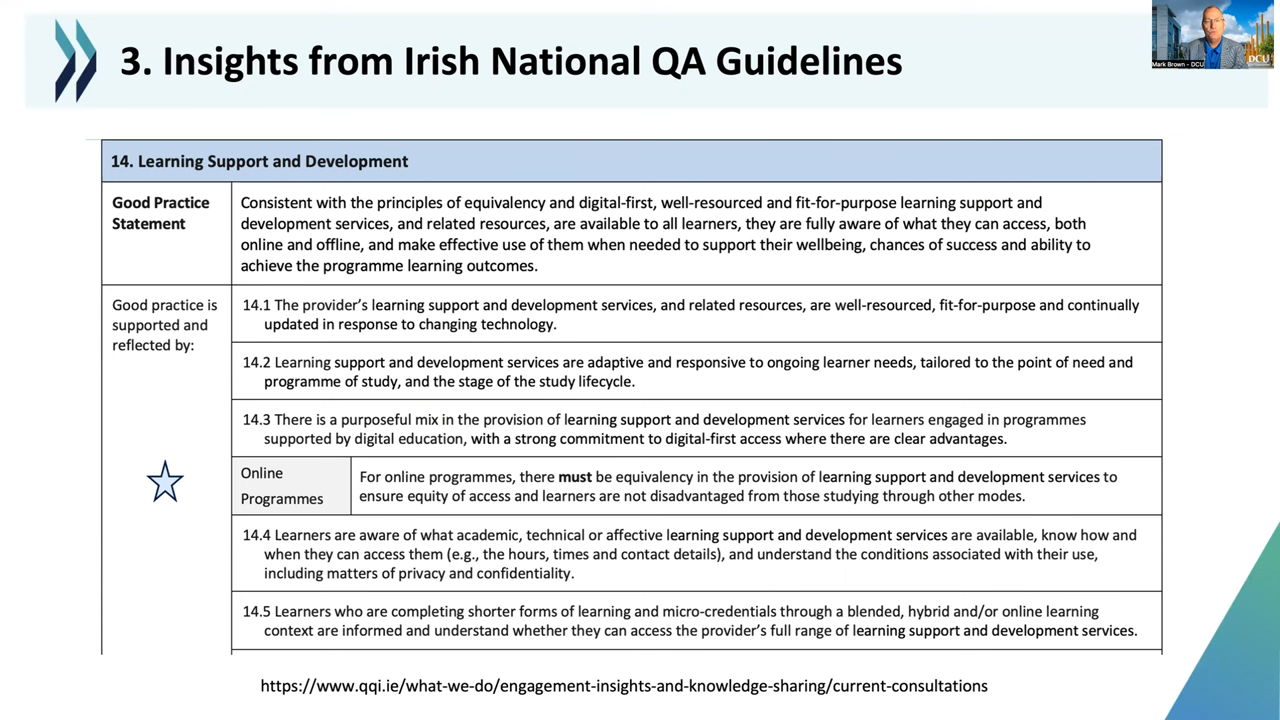 3. Insights from Irish National QA Guidelines
Mark Brown - DCU
DCU
14. Learning Support and Development
Good Practice
Statement
Consistent with the principles of equivalency and digital-first, well-resourced and fit-for-purpose learning support and
development services, and related resources, are available to all learners, they are fully aware of what they can access, both
online and offline, and make effective use of them when needed to support their wellbeing, chances of success and ability to
achieve the programme learning outcomes.
Good practice is
supported and
reflected by:
14.1 The provider's learning support and development services, and related resources, are well-resourced, fit-for-purpose and continually
updated in response to changing technology.
14.2 Learning support and development services are adaptive and responsive to ongoing learner needs, tailored to the point of need and
programme of study, and the stage of the study lifecycle.
14.3 There is a purposeful mix in the provision of learning support and development services for learners engaged in programmes
supported by digital education, with a strong commitment to digital-first access where there are clear advantages.
Online
Programmes
For online programmes, there must be equivalency in the provision of learning support and development services to
ensure equity of access and learners are not disadvantaged from those studying through other modes.
14.4 Learners are aware of what academic, technical or affective learning support and development services are available, know how and
when they can access them (e.g., the hours, times and contact details), and understand the conditions associated with their use,
including matters of privacy and confidentiality.
14.5 Learners who are completing shorter forms of learning and micro-credentials through a blended, hybrid and/or online learning
context are informed and understand whether they can access the provider's full range of learning support and development services.
https://www.qqi.ie/what-we-do/engagement-insights-and-knowledge-sharing/current-consultations